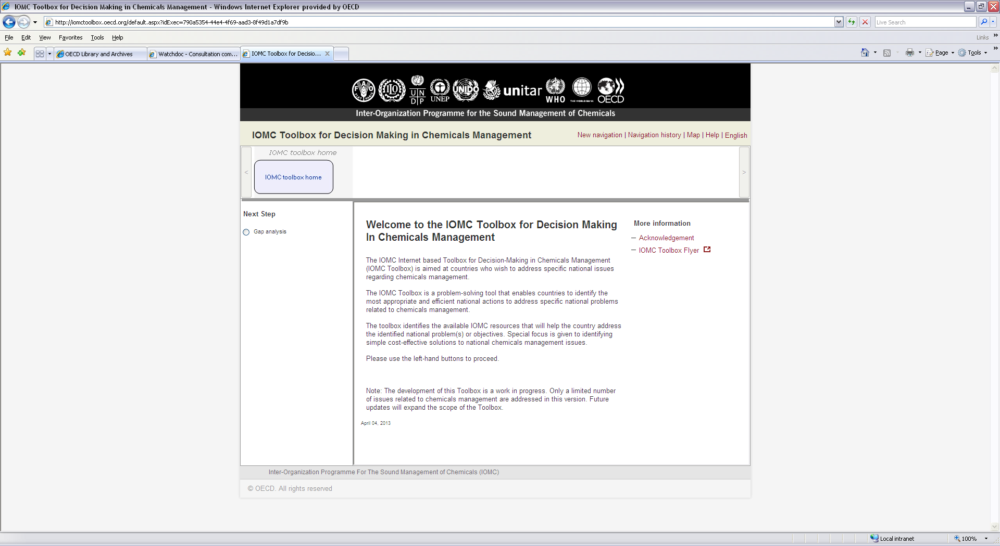 IOMC Toolbox for Decision Making in Chemicals Management - Windows Internet Explorer provided by OECD
http://iomctoolbox.oecd.org/default.aspx?idExec=790a5354-44e4-4f69-aad3-8f49d1a7df9b
Live Search
File Edit View Favorites Tools Help
Links »
OECD Library and Archives
Watchdoc - Consultation com...
IOMC Toolbox for Decisio...
Page
Tools
FAO FIAT PANIS
ILO
UNDP
UNEP
UNIDO
unitar
WHO
THE WORLD BANK
OECD
Inter-Organization Programme for the Sound Management of Chemicals
IOMC Toolbox for Decision Making in Chemicals Management
New navigation | Navigation history | Map | Help | English
IOMC toolbox home
<
IOMC toolbox home
>
Next Step
Gap analysis
Welcome to the IOMC Toolbox for Decision Making
In Chemicals Management
The IOMC Internet based Toolbox for Decision-Making in Chemicals Management
(IOMC Toolbox) is aimed at countries who wish to address specific national issues
regarding chemicals management.
The IOMC Toolbox is a problem-solving tool that enables countries to identify the
most appropriate and efficient national actions to address specific national problems
related to chemicals management.
The toolbox identifies the available IOMC resources that will help the country address
the identified national problem(s) or objectives. Special focus is given to identifying
simple cost-effective solutions to national chemicals management issues.
Please use the left-hand buttons to proceed.
Note: The development of this Toolbox is a work in progress. Only a limited number
of issues related to chemicals management are addressed in this version. Future
updates will expand the scope of the Toolbox.
April 04, 2013
More information
– Acknowledgement
– IOMC Toolbox Flyer
Inter-Organization Programme For The Sound Management of Chemicals (IOMC)
© OECD. All rights reserved
Local intranet
100%